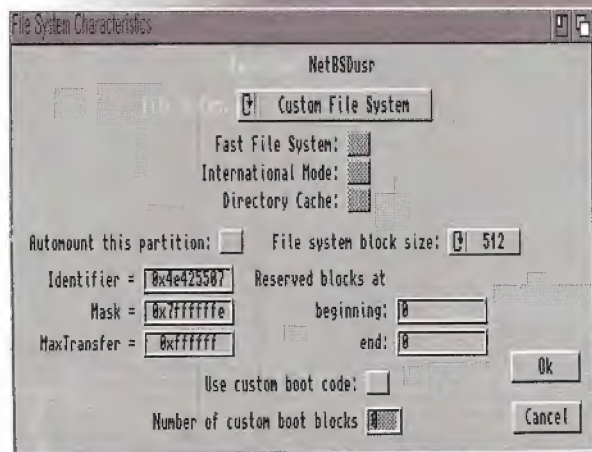 File System Characteristics
NetBSDusr
Custom File System
Fast File System:
International Mode:
Directory Cache:
Automount this partition:
File system block size: 512
Identifier = 0x4e425507
Reserved blocks at
Mask = 0x7ffffffe
beginning: 0
MaxTransfer = 0xffffff
end: 0
Use custom boot code:
Ok
Number of custom boot blocks 0
Cancel